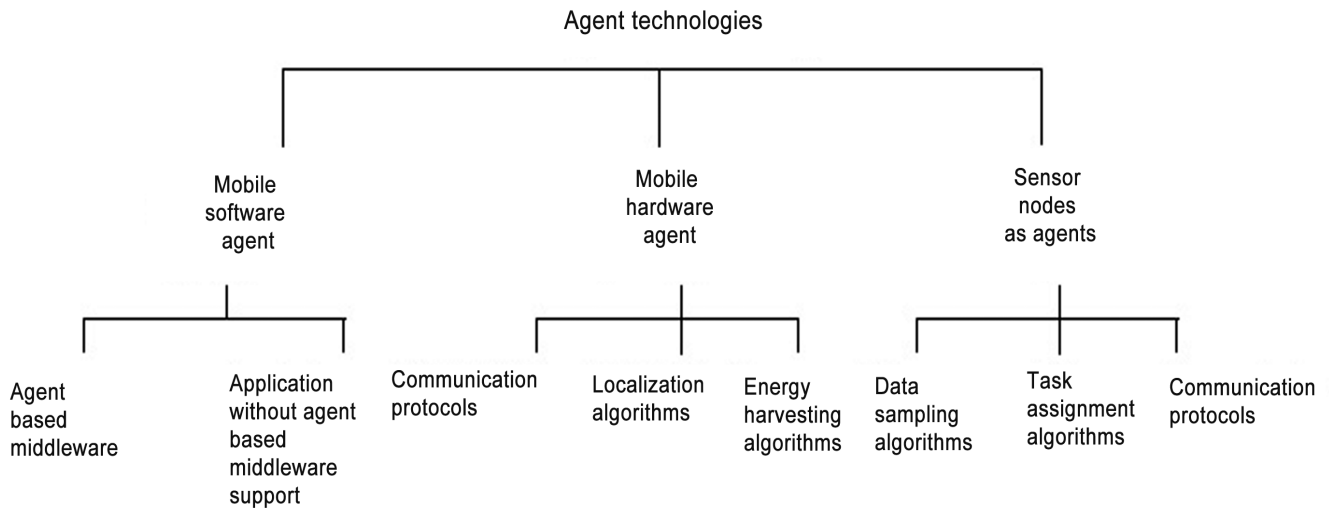 Agent technologies
Mobile
software
agent
Mobile
hardware
agent
Sensor
nodes
as agents
Agent
based
middleware
Application
without agent
based
middleware
support
Communication
protocols
Localization
algorithms
Energy
harvesting
algorithms
Data
sampling
algorithms
Task
assignment
algorithms
Communication
protocols